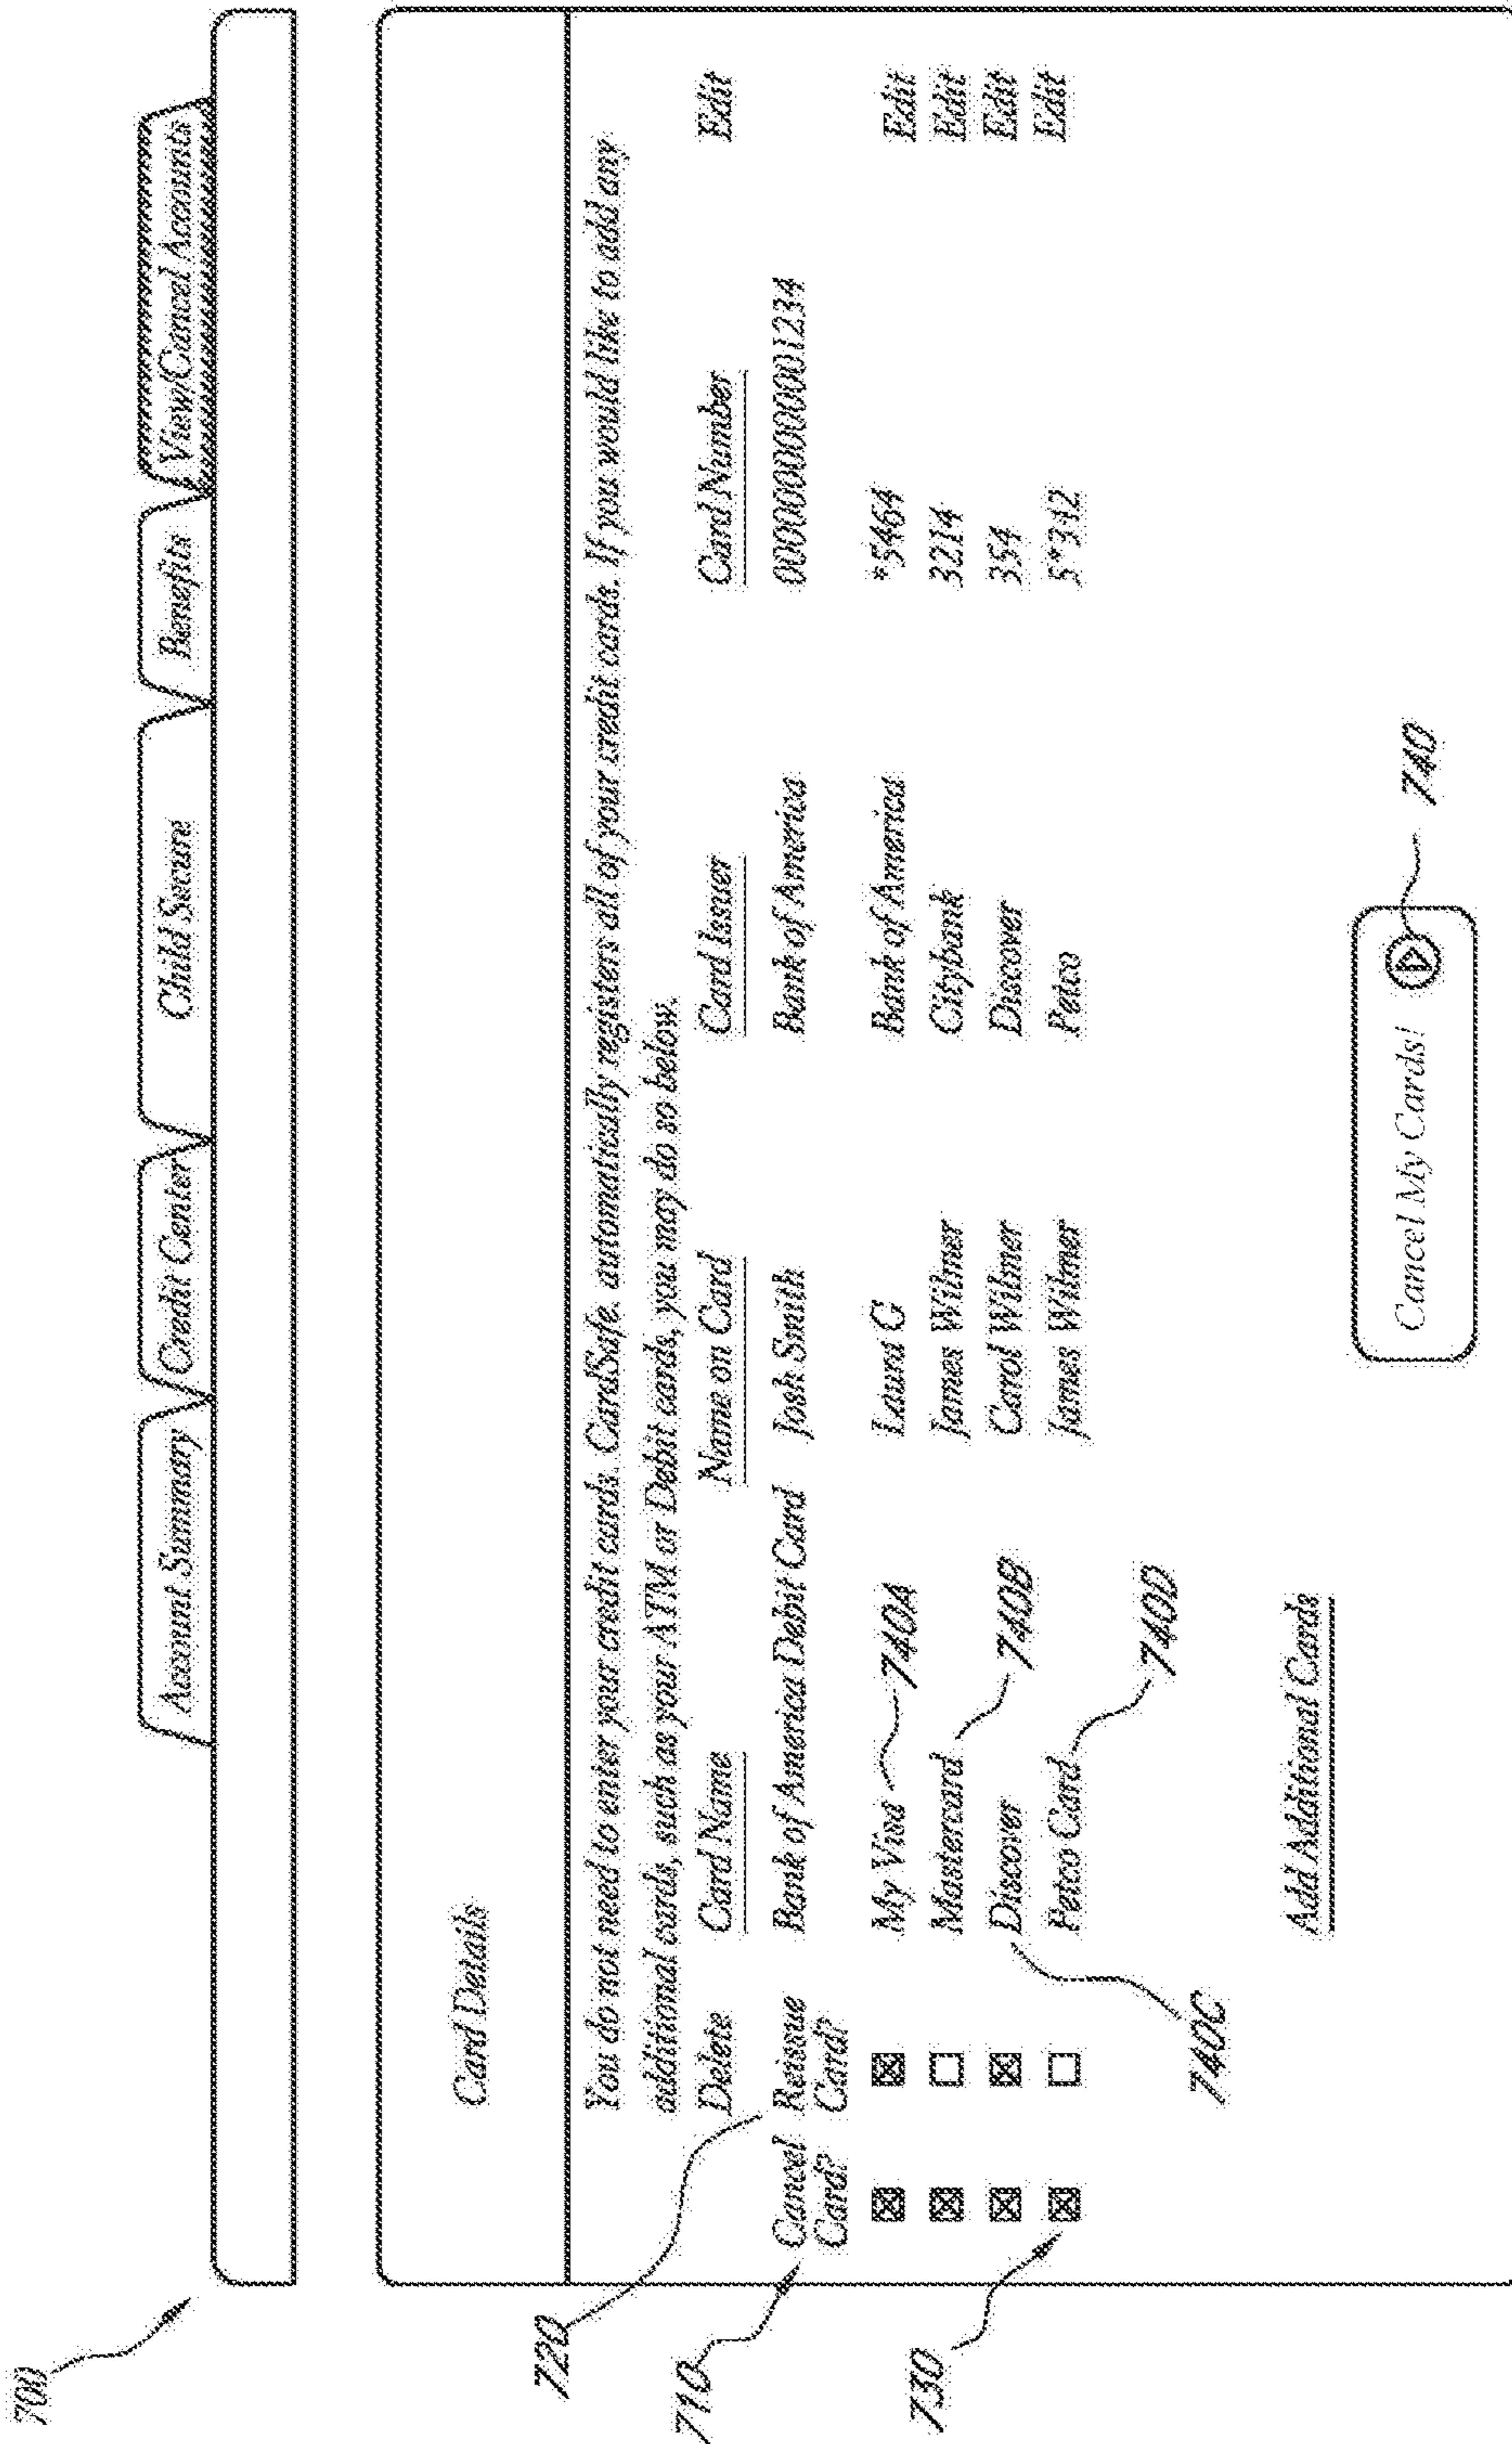 700
Account Summary Credit Center Child Secure Benefits View/Cancel Accounts
Card Details
You do not need to enter your credit cards. CardSafe. automatically registers all of your credit cards. If you would like to add any
additional cards, such as your ATM or Debit cards, you may do so below.
Delete Card Name Name on Card Card Issuer Card Number Edit
720
710
Cancel Card? Reissue Card? Bank of America Debit Card Josh Smith Bank of America 0000000000001234
My Visa 740A Laura G Bank of America *5464 Edit
Mastercard 740B James Wilmer Citybank 3214 Edit
Discover Carol Wilmer Discover 354 Edit
730 Petco Card 740D James Wilmer Petco 5*342 Edit
740C
Add Additional Cards
Cancel My Cards! 740